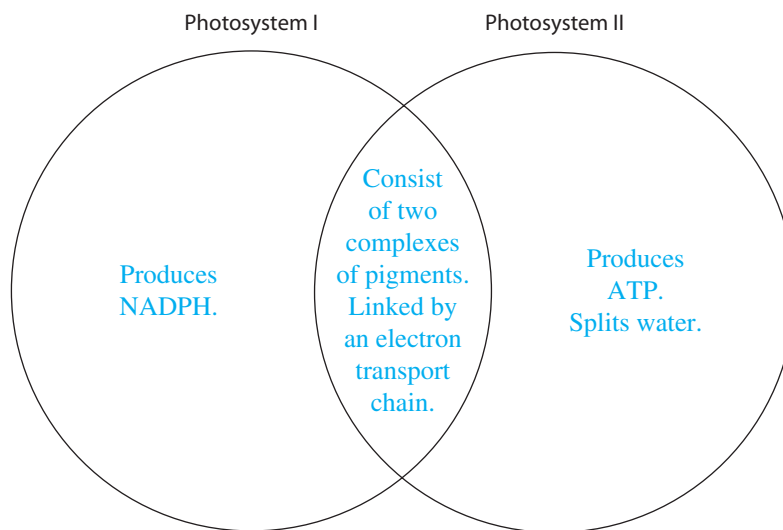 Photosystem I
Photosystem II
Produces
NADPH.
Consist
of two
complexes
of pigments.
Linked by
an electron
transport
chain.
Produces
ATP.
Splits water.